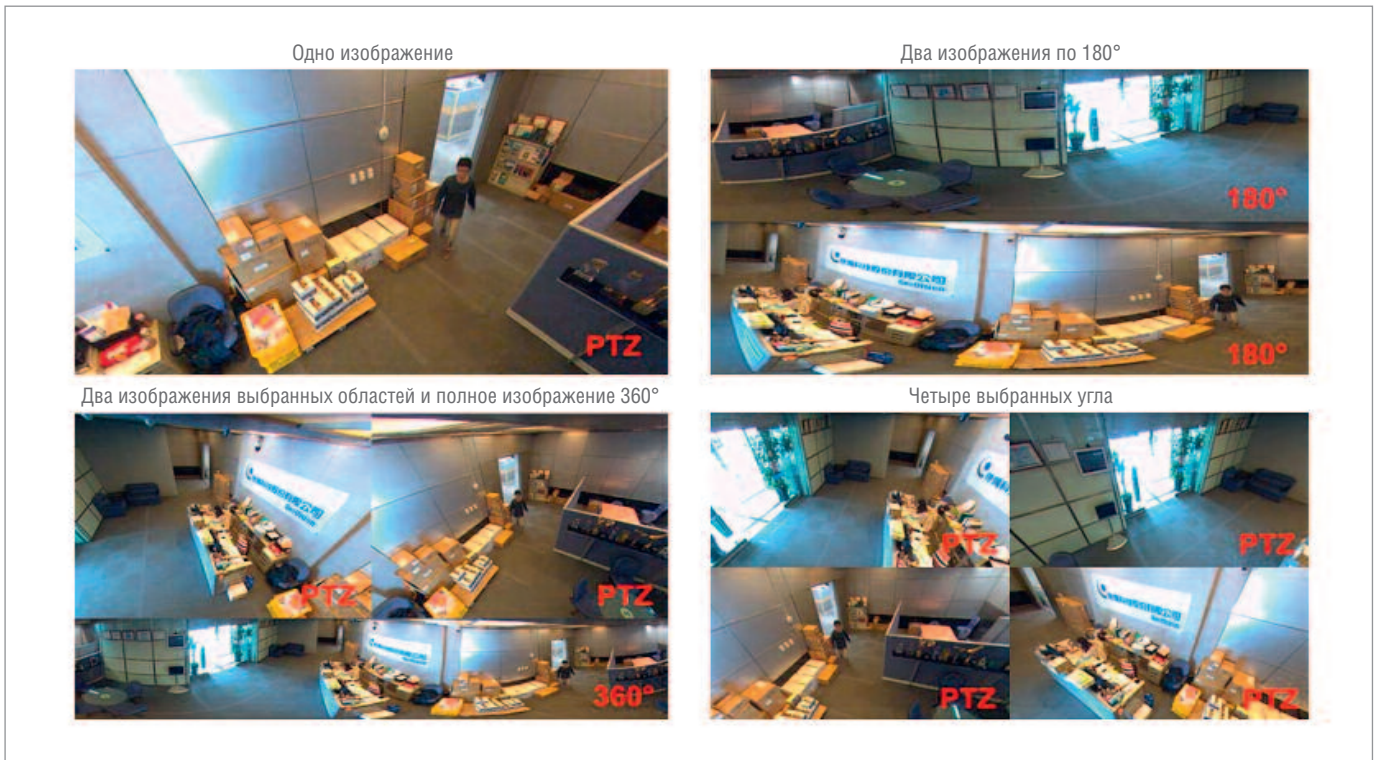 Одно изображение
PTZ
Два изображения по 180°
180°
180°
Два изображения выбранных областей и полное изображение 360°
PTZ
PTZ
360°
Четыре выбранных угла
PTZ
PTZ
PTZ
PTZ